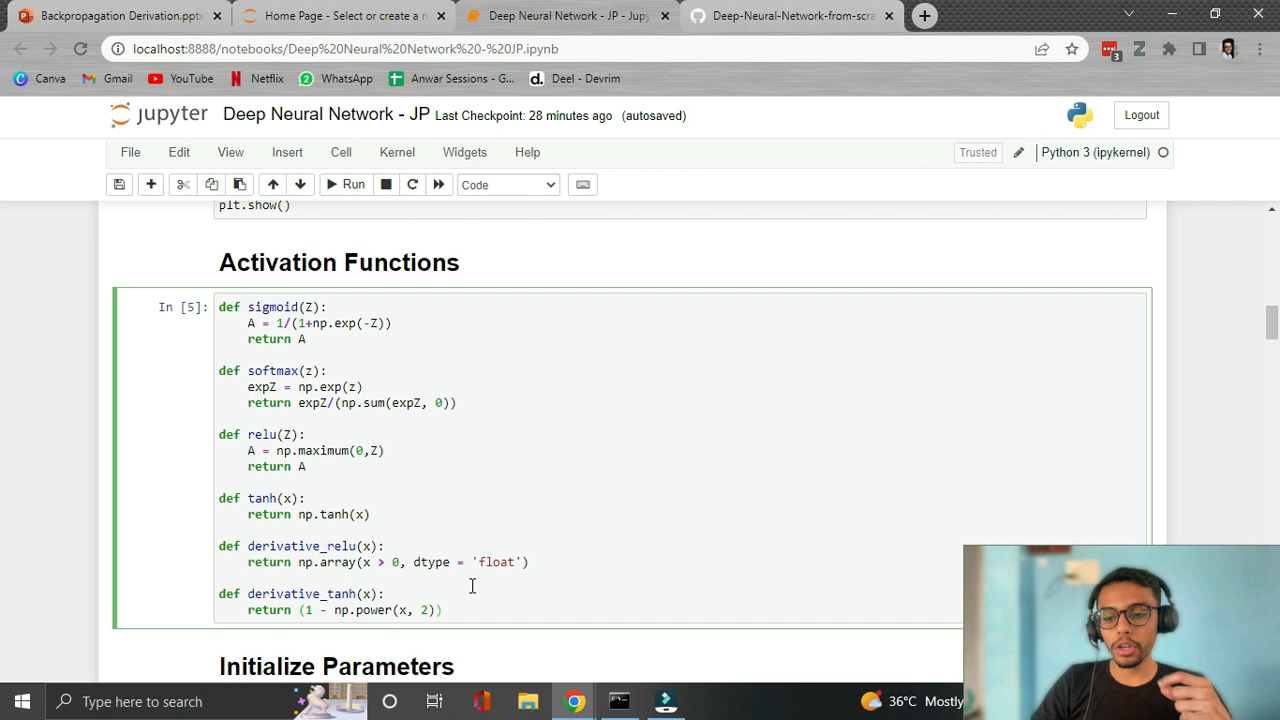 Backpropagation Derivation.pptx
Home Page - Select or create a n
Deep Neural Network - JP - Jupy
Deep-Neural-Network-from-scra
localhost:8888/notebooks/Deep%20Neural%20Network%20-%20JP.ipynb
3
Canva
Gmail
YouTube
Netflix
WhatsApp
Anwar Sessions - G...
d.
Deel - Devrim
jupyter
Deep Neural Network - JP Last Checkpoint: 28 minutes ago (autosaved)
Logout
File Edit View Insert Cell Kernel Widgets Help
Trusted
Python 3 (ipykernel)
Run
Code
plt.show()
Activation Functions
In [5]:
def sigmoid(Z):
A = 1/(1+np.exp(-Z))
return A
def softmax(z):
expZ = np.exp(z)
return expZ/(np.sum(expZ, 0))
def relu(Z):
A = np.maximum(0,Z)
return A
def tanh(x):
return np.tanh(x)
def derivative_relu(x):
return np.array(x > 0, dtype = 'float')
def derivative_tanh(x):
return (1 - np.power(x, 2))
Initialize Parameters
Type here to search
36°C Mostly